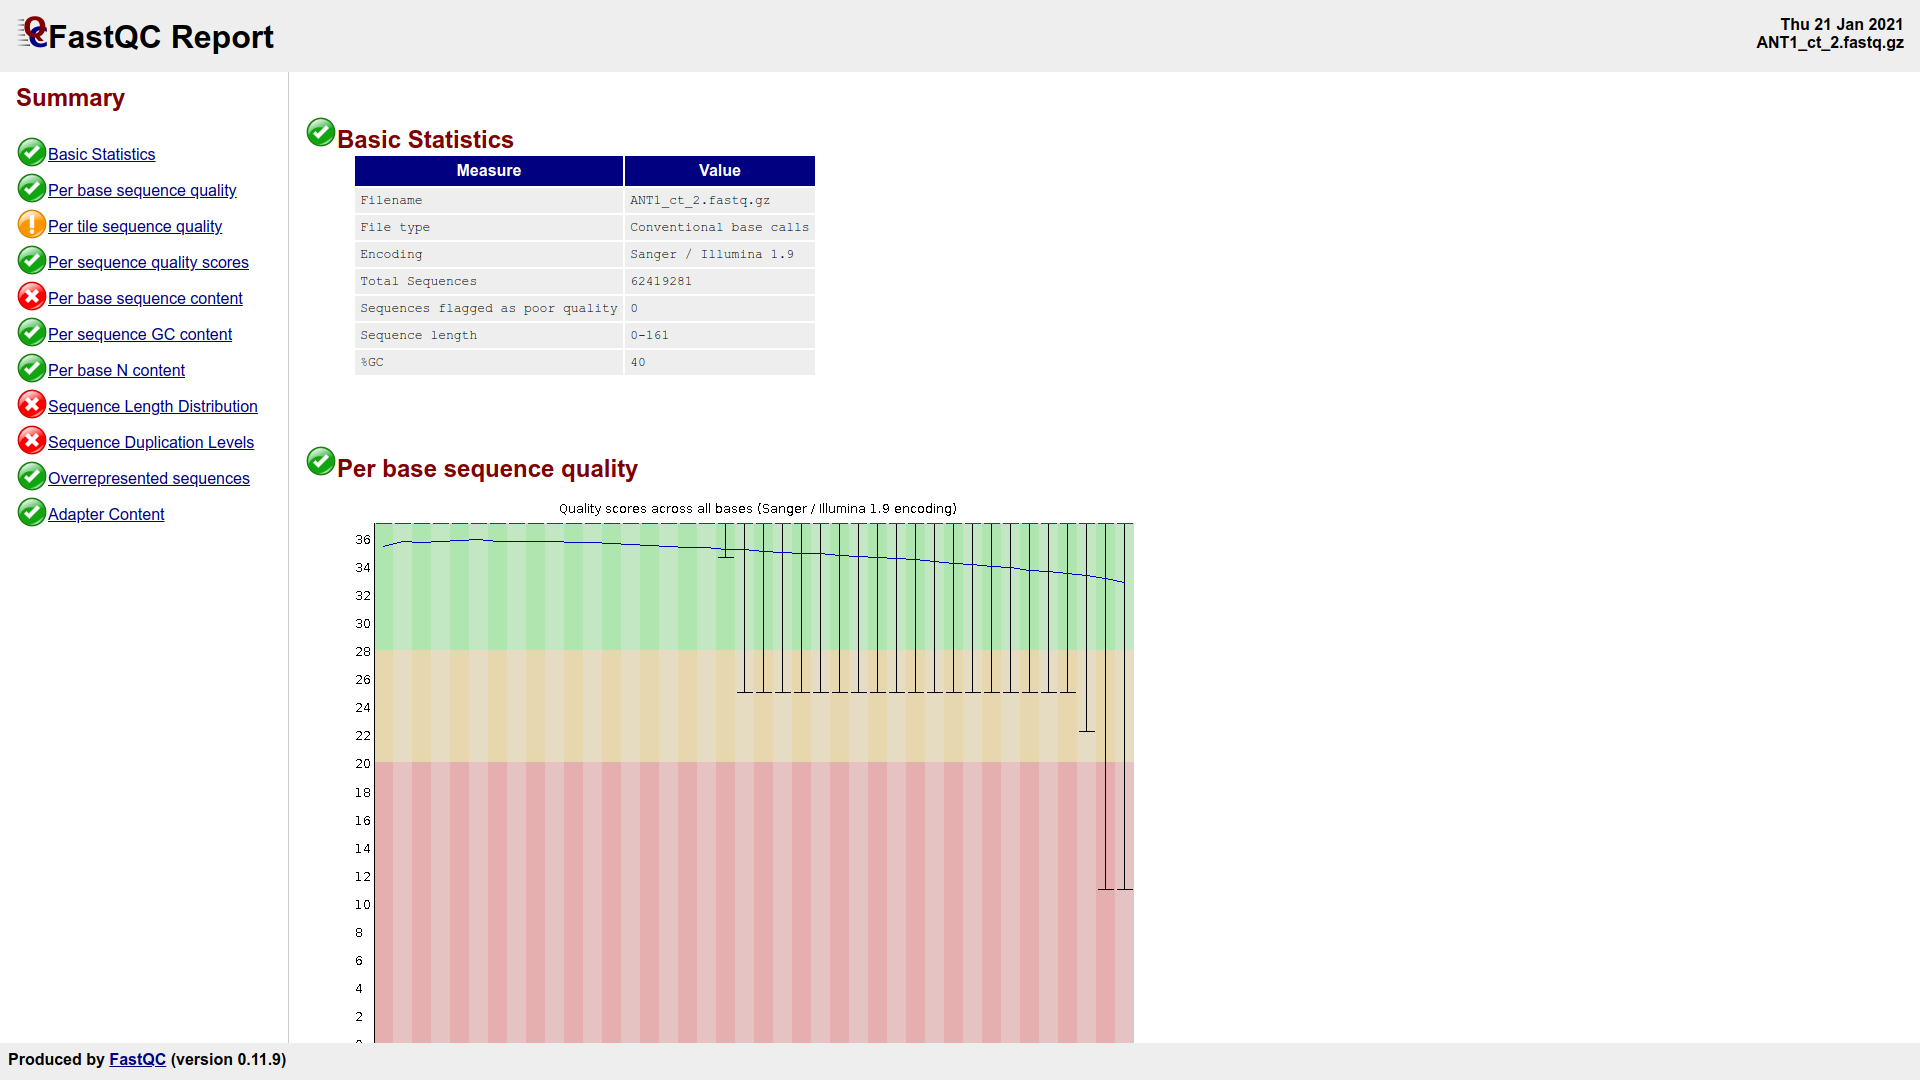 FastQC Report
Thu 21 Jan 2021
ANT1_ct_2.fastq.gz
Summary
Basic Statistics
Per base sequence quality
Per tile sequence quality
Per sequence quality scores
Per base sequence content
Per sequence GC content
Per base N content
Sequence Length Distribution
Sequence Duplication Levels
Overrepresented sequences
Adapter Content
Basic Statistics
Measure Value
Filename ANT1_ct_2.fastq.gz
File type Conventional base calls
Encoding Sanger / Illumina 1.9
Total Sequences 62419281
Sequences flagged as poor quality 0
Sequence length 0-161
%GC 40
Per base sequence quality
Quality scores across all bases (Sanger / Illumina 1.9 encoding)
36
34
32
30
28
26
24
22
20
18
16
14
12
10
8
6
4
2
Produced by FastQC (version 0.11.9)